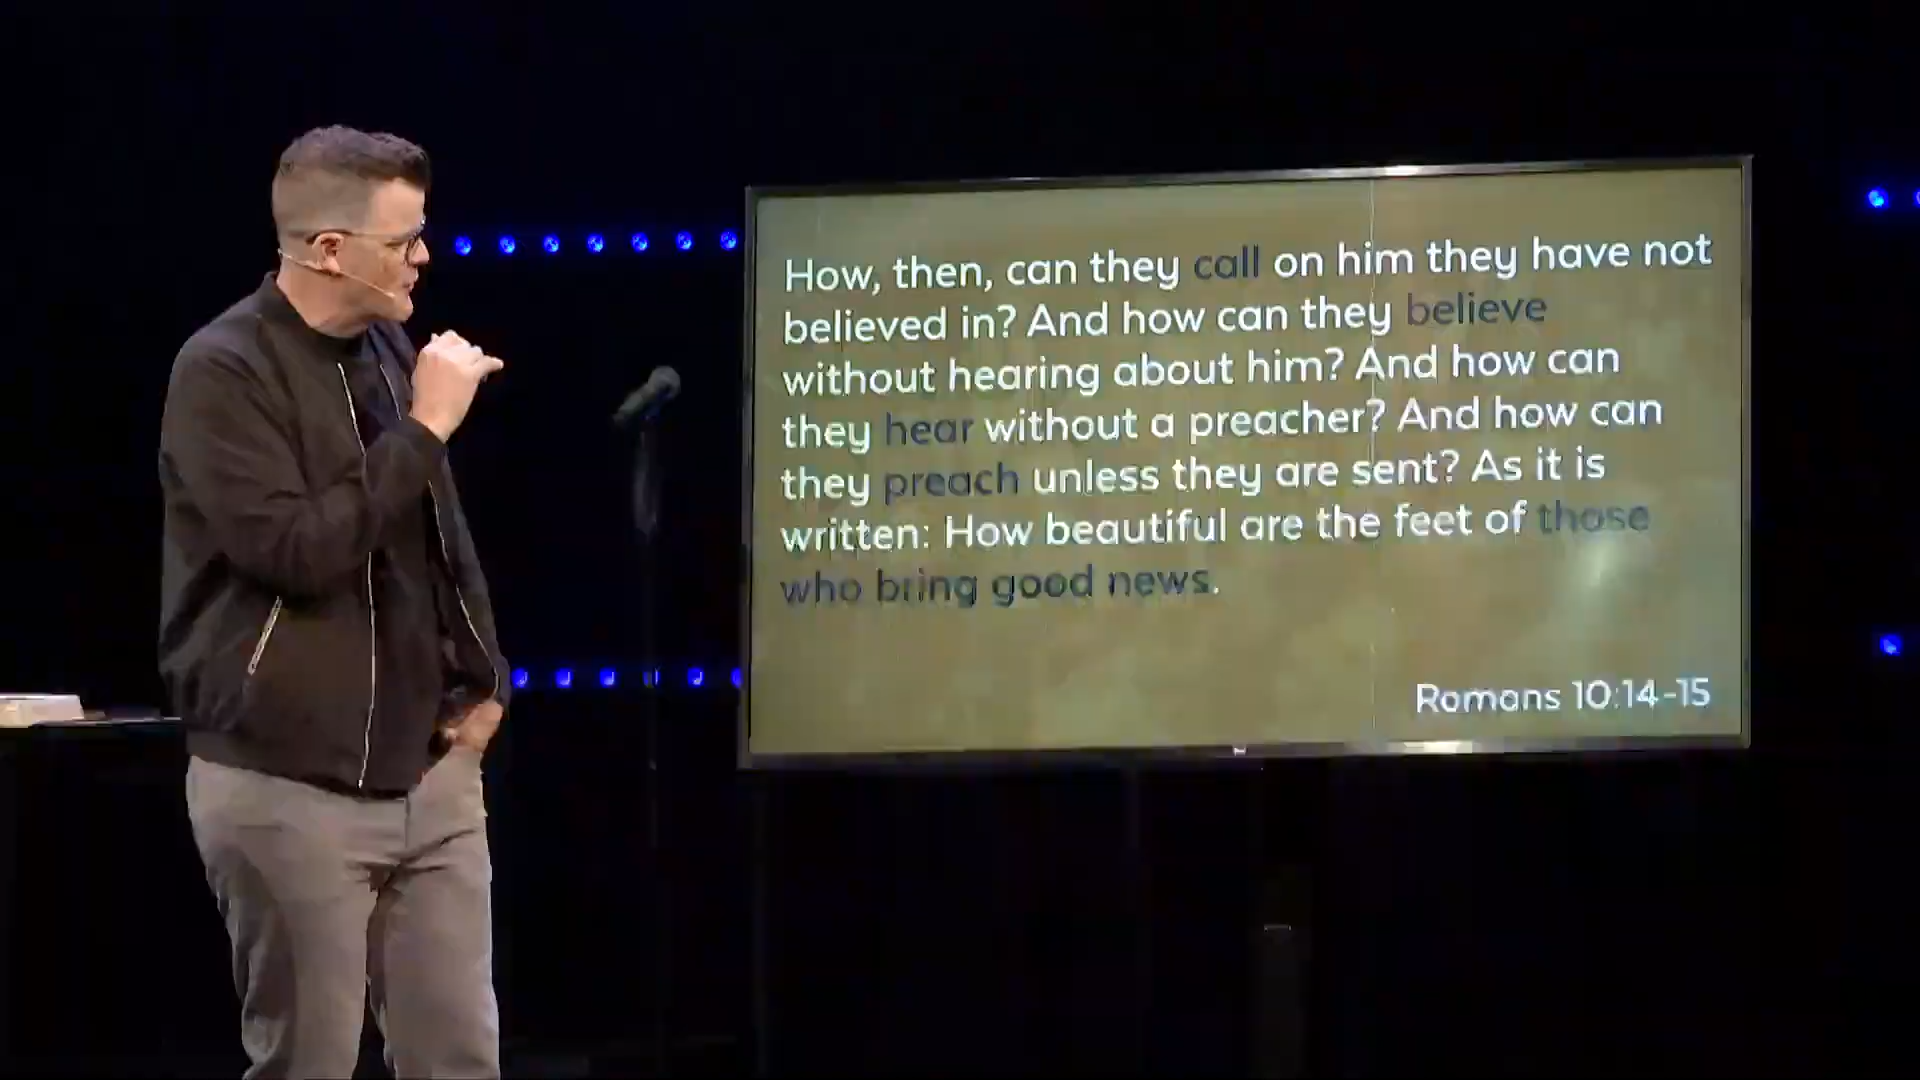 How, then, can they call on him they have not
believed in? And how can they believe
without hearing about him? And how can
they hear without a preacher? And how can
they preach unless they are sent? As it is
written: How beautiful are the feet of those
who bring good news.
Romans 10:14-15